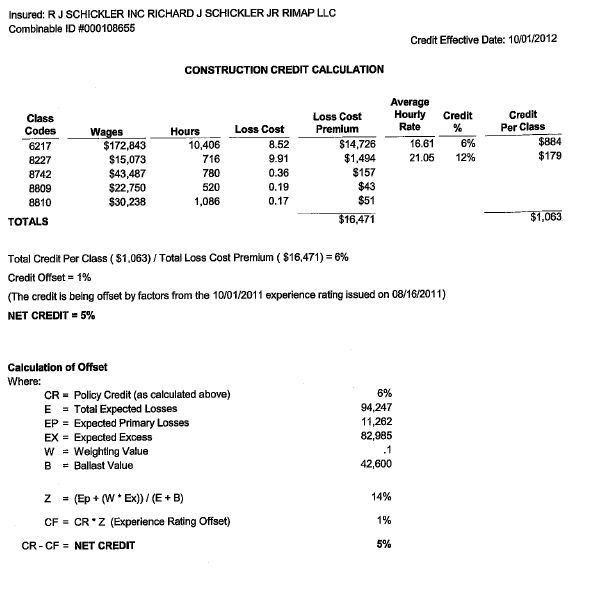 Insured: R J SCHICKLER INC RICHARD J SCHICKLER JR RIMAP LLC
Combinable ID #000108655
Credit Effective Date: 10/01/2012
CONSTRUCTION CREDIT CALCULATION
Class Codes Wages Hours Loss Cost Loss Cost Premium Average Hourly Rate Credit % Credit Per Class
6217 $172,843 10,406 8.52 $14,726 16.61 6% $884
8227 $15,073 716 9.91 $1,494 21.05 12% $179
8742 $43,487 780 0.36 $157
8809 $22,750 520 0.19 $43
8810 $30,238 1,086 0.17 $51
TOTALS $16,471 $1,063
Total Credit Per Class ( $1,063) / Total Loss Cost Premium ( $16,471) = 6%
Credit Offset = 1%
(The credit is being offset by factors from the 10/01/2011 experience rating issued on 08/16/2011)
NET CREDIT = 5%
Calculation of Offset
Where:
CR = Policy Credit (as calculated above) 6%
E = Total Expected Losses 94,247
EP = Expected Primary Losses 11,262
EX = Expected Excess 82,985
W = Weighting Value .1
B = Ballast Value 42,600
Z = (Ep + (W * Ex)) / (E + B) 14%
CF = CR * Z (Experience Rating Offset) 1%
CR - CF = NET CREDIT 5%